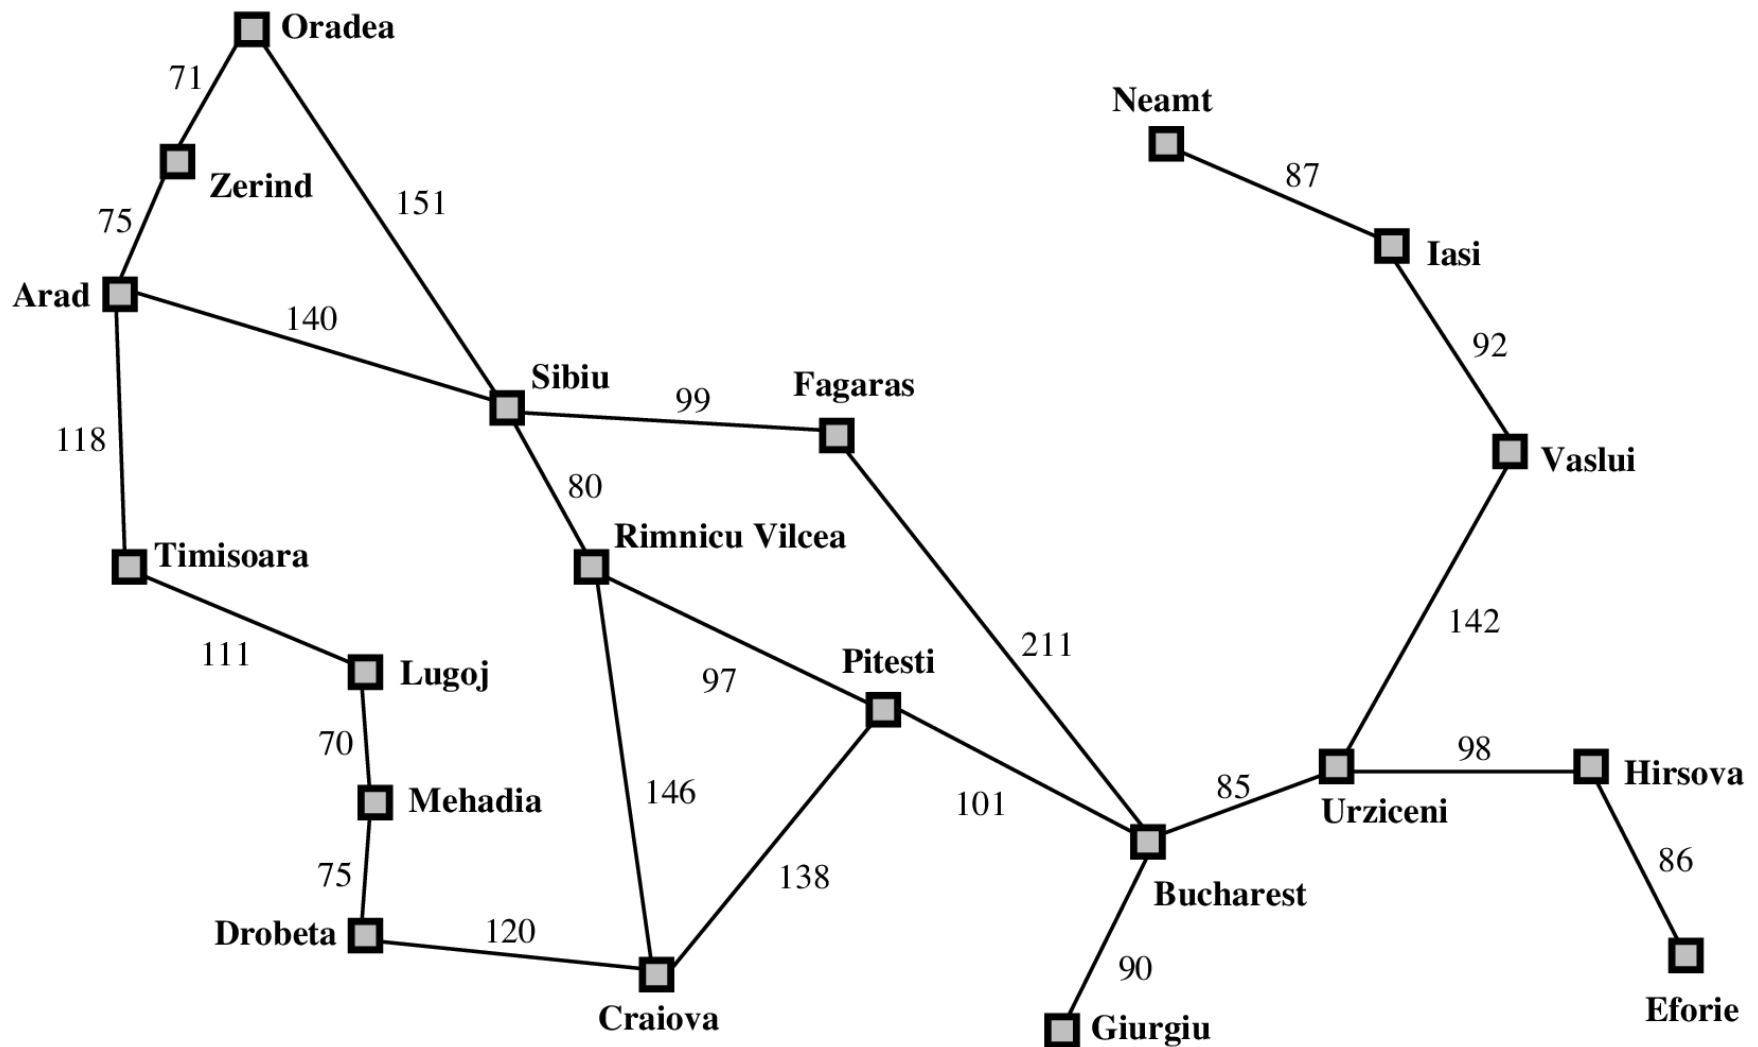 Oradea
71
Neamt
87
Zerind
151
75
Iasi
Arad
140
92
Sibiu
Fagaras
99
118
Vaslui
80
Timisoara
Rimnicu Vilcea
142
211
111
Lugoj
97
Pitesti
70
98
Hirsova
Mehadia
146
101
85
Urziceni
86
75
138
Bucharest
Drobeta
120
90
Craiova
Giurgiu
Eforie